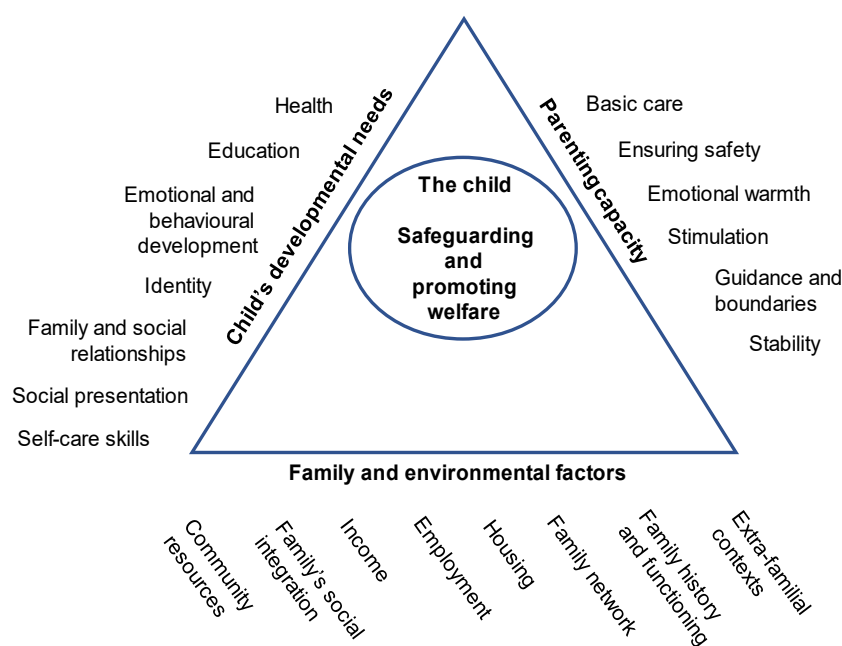 Health
Education
Emotional and
behavioural
development
Identity
Family and social
relationships
Social presentation
Self-care skills
Child's developmental needs
The child
Safeguarding
and
promoting
welfare
Parenting capacity
Basic care
Ensuring safety
Emotional warmth
Stimulation
Guidance and
boundaries
Stability
Family and environmental factors
Community
resources
Family's social
integration
Income
Employment
Housing
Family network
Family history
and functioning
Extra-familial
contexts